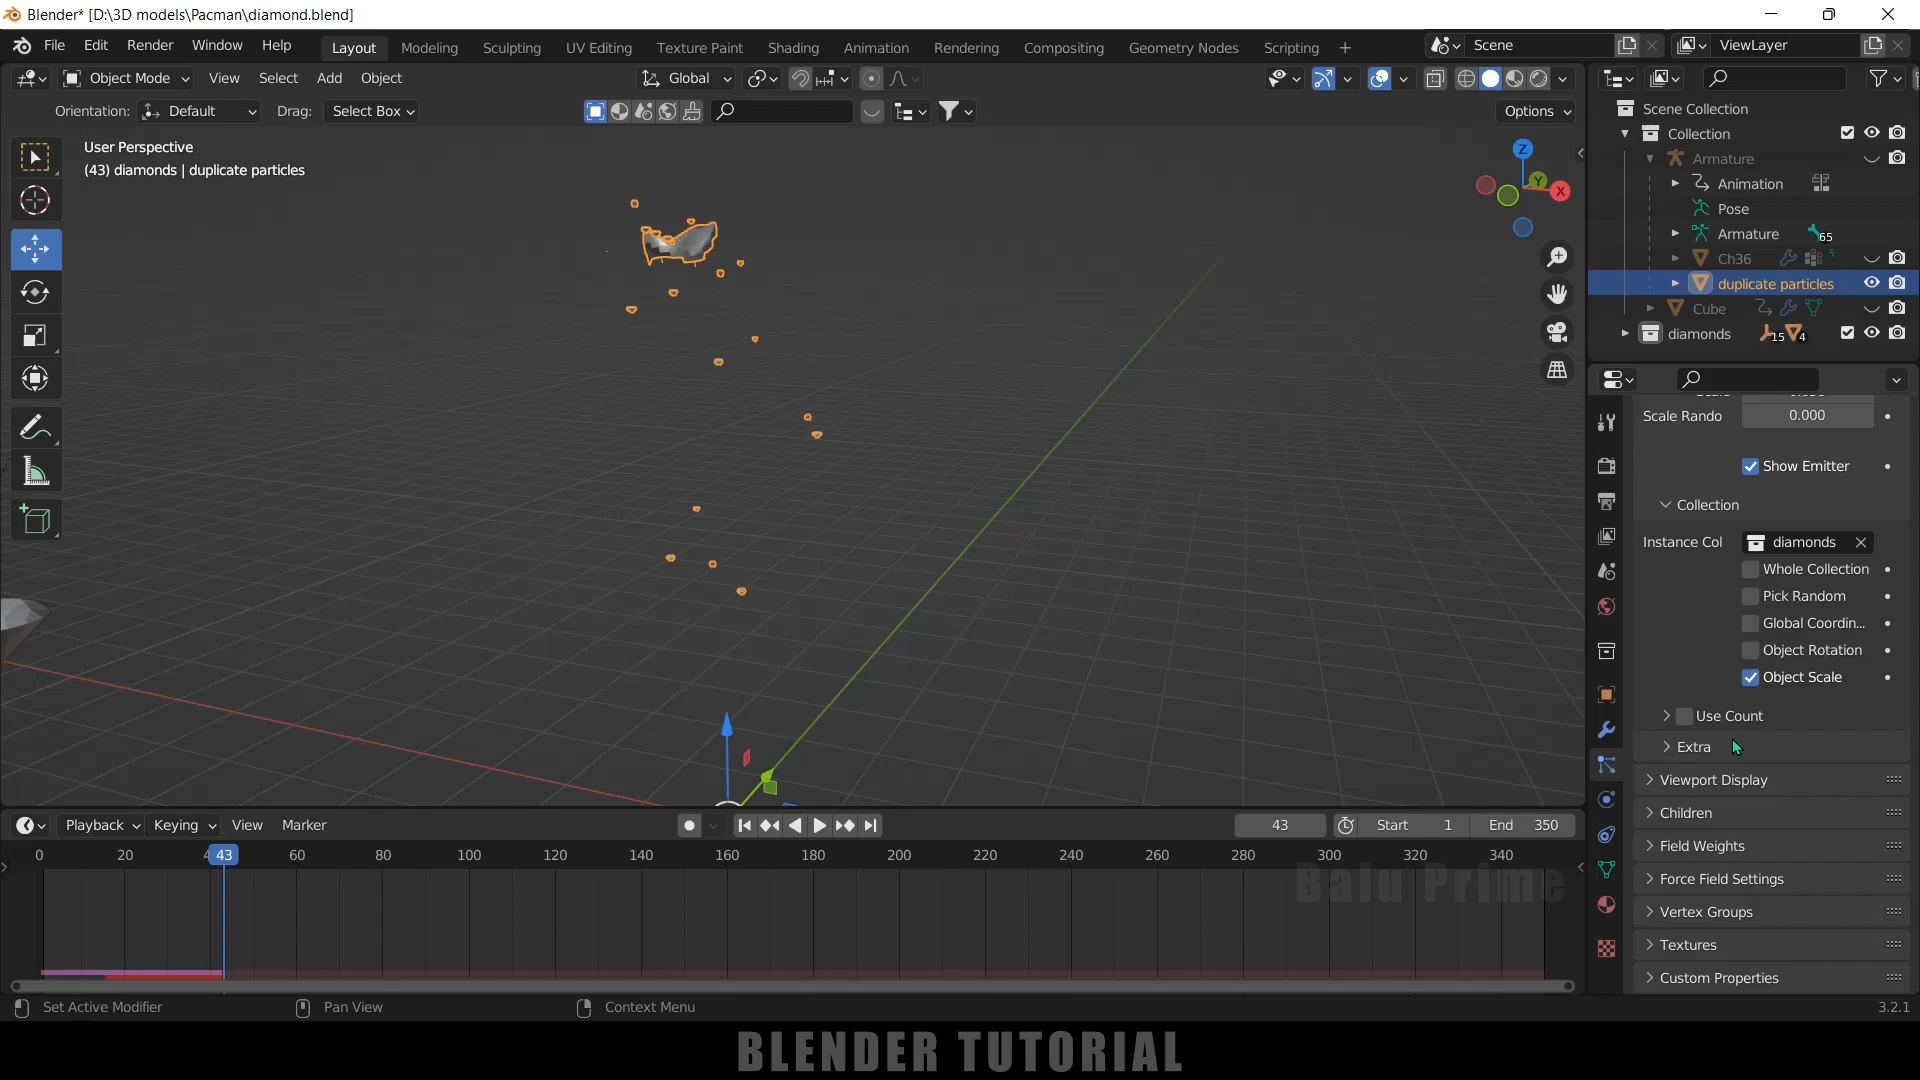 Blender* [D:\3D models\Pacman\diamond.blend]
File Edit Render Window Help Layout Modeling Sculpting UV Editing Texture Paint Shading Animation Rendering Compositing Geometry Nodes Scripting + Scene ViewLayer
Object Mode View Select Add Object Global
Orientation: Default Drag: Select Box Options
User Perspective
(43) diamonds | duplicate particles
Z
Y
X
Scene Collection
Collection
Armature
Animation
Pose
Armature 65
Ch36
duplicate particles
Cube
diamonds 15 4
Scale Rando 0.000
Show Emitter
Collection
Instance Col diamonds
Whole Collection
Pick Random
Global Coordin...
Object Rotation
Object Scale
Use Count
Extra
Viewport Display
Children
Field Weights
Force Field Settings
Vertex Groups
Textures
Custom Properties
Playback Keying View Marker 43 Start 1 End 350
0 20 43 60 80 100 120 140 160 180 200 220 240 260 280 300 320 340
Balu Prime
Set Active Modifier Pan View Context Menu 3.2.1
BLENDER TUTORIAL